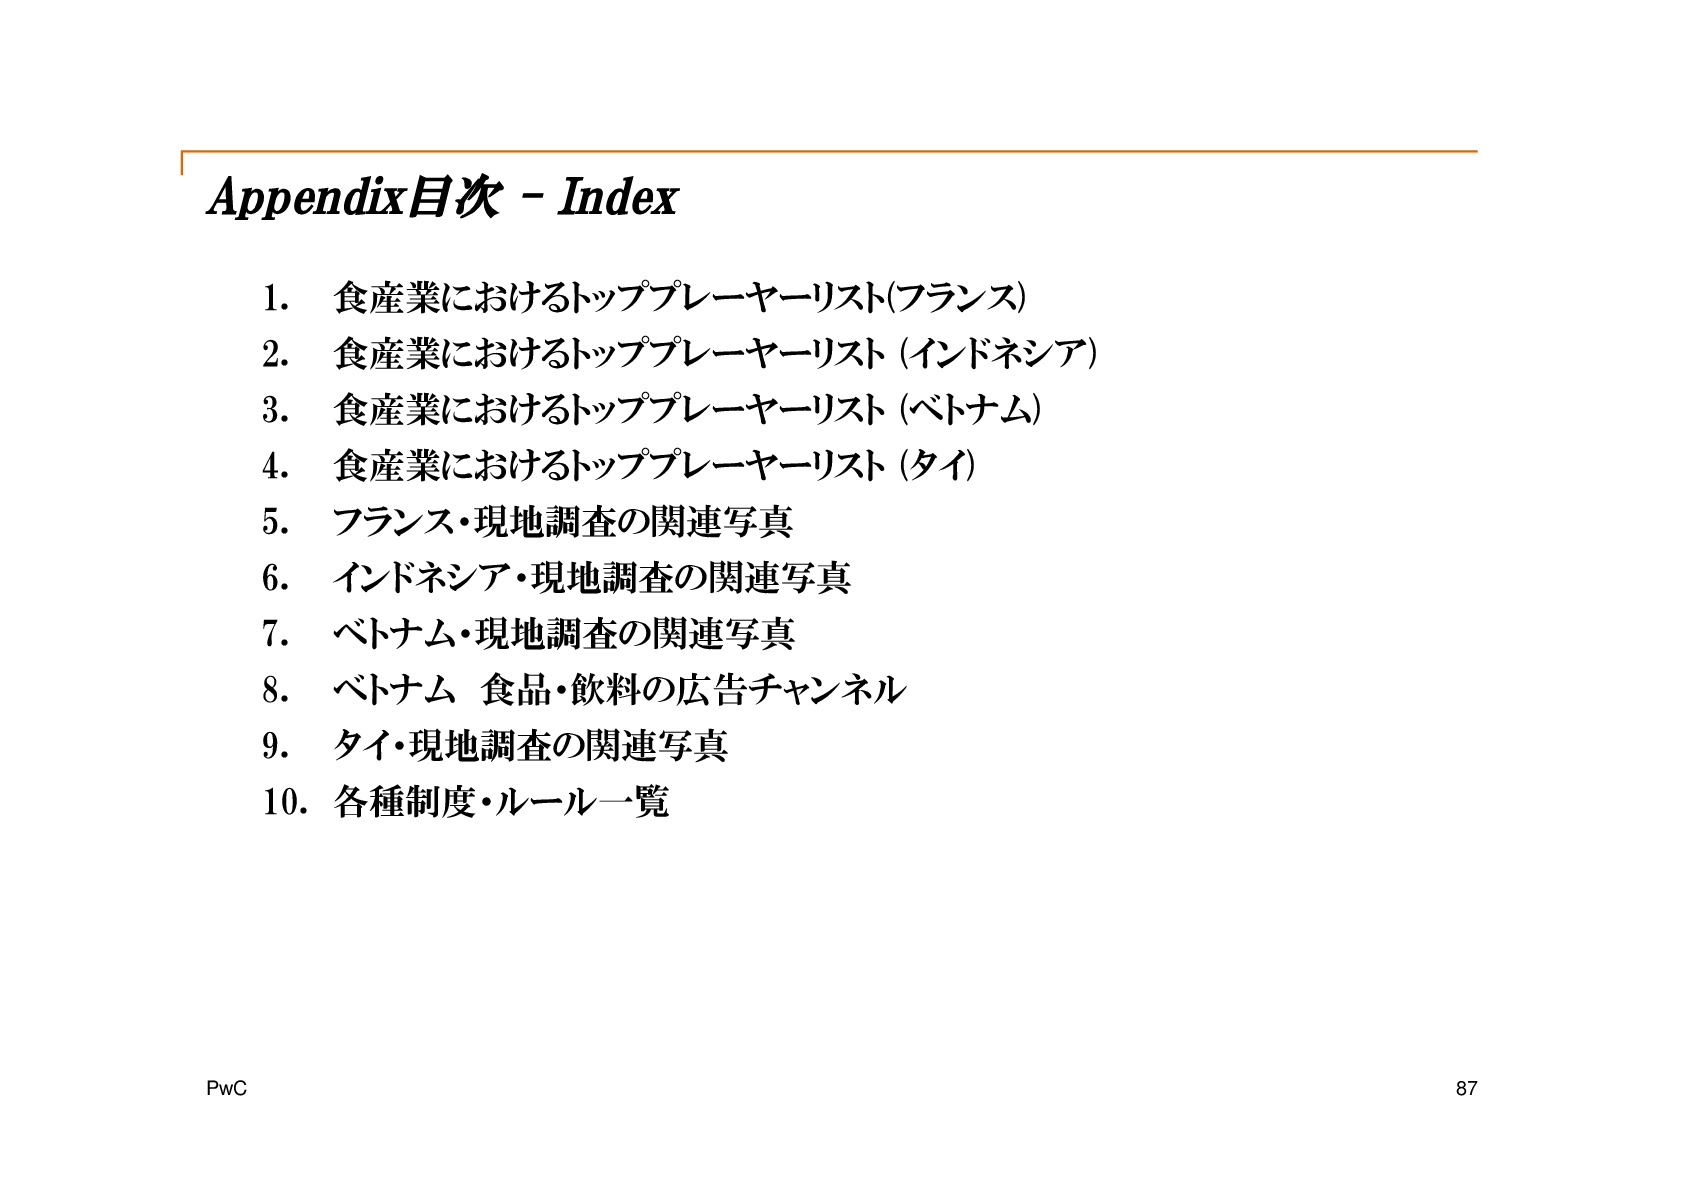 Appendix目次 – Index
1. 食産業におけるトッププレーヤーリスト(フランス)
2. 食産業におけるトッププレーヤーリスト (インドネシア)
3. 食産業におけるトッププレーヤーリスト (ベトナム)
4. 食産業におけるトッププレーヤーリスト (タイ)
5. フランス・現地調査の関連写真
6. インドネシア・現地調査の関連写真
7. ベトナム・現地調査の関連写真
8. ベトナム 食品・飲料の広告チャンネル
9. タイ・現地調査の関連写真
10. 各種制度・ルール一覧
PwC
87